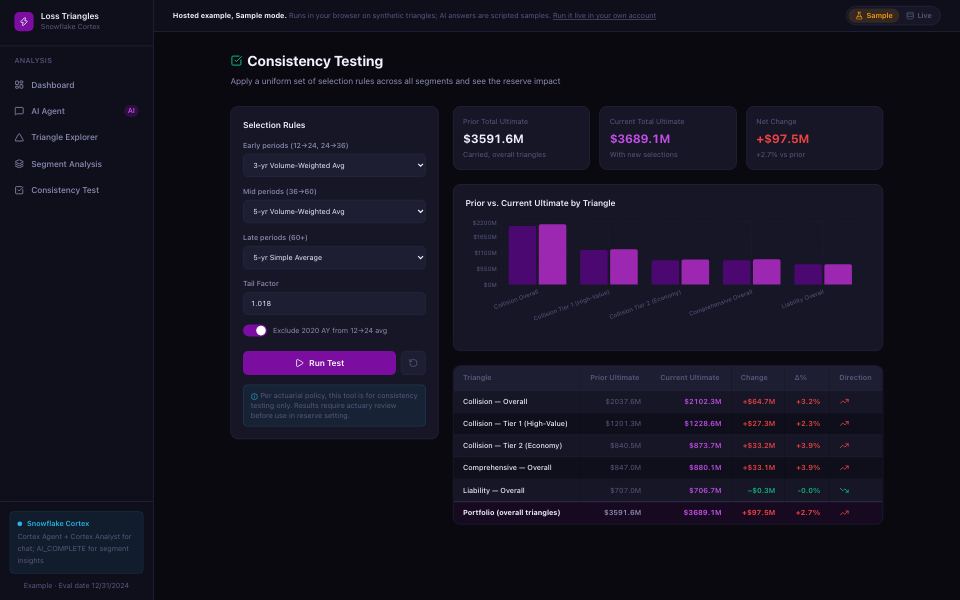 Loss Triangles
Snowflake Cortex
Hosted example, Sample mode. Runs in your browser on synthetic triangles; AI answers are scripted samples. Run it live in your own account
Sample
Live
ANALYSIS
Dashboard
AI Agent
AI
Triangle Explorer
Segment Analysis
Consistency Test
Snowflake Cortex
Cortex Agent + Cortex Analyst for
chat; AI_COMPLETE for segment
insights
Example · Eval date 12/31/2024
Consistency Testing
Apply a uniform set of selection rules across all segments and see the reserve impact
Selection Rules
Early periods (12→24, 24→36)
3-yr Volume-Weighted Avg
Mid periods (36→60)
5-yr Volume-Weighted Avg
Late periods (60+)
5-yr Simple Average
Tail Factor
1.018
Exclude 2020 AY from 12→24 avg
Run Test
Per actuarial policy, this tool is for consistency
testing only. Results require actuary review
before use in reserve setting.
Prior Total Ultimate
$3591.6M
Carried, overall triangles
Current Total Ultimate
$3689.1M
With new selections
Net Change
+$97.5M
+2.7% vs prior
Prior vs. Current Ultimate by Triangle
$2200M
$1650M
$1100M
$550M
$0M
Collision Overall
Collision Tier 1 (High-Value)
Collision Tier 2 (Economy)
Comprehensive Overall
Liability Overall
Triangle Prior Ultimate Current Ultimate Change Δ% Direction
Collision — Overall $2037.6M $2102.3M +$64.7M +3.2%
Collision — Tier 1 (High-Value) $1201.3M $1228.6M +$27.3M +2.3%
Collision — Tier 2 (Economy) $840.5M $873.7M +$33.2M +3.9%
Comprehensive — Overall $847.0M $880.1M +$33.1M +3.9%
Liability — Overall $707.0M $706.7M −$0.3M -0.0%
Portfolio (overall triangles) $3591.6M $3689.1M +$97.5M +2.7%